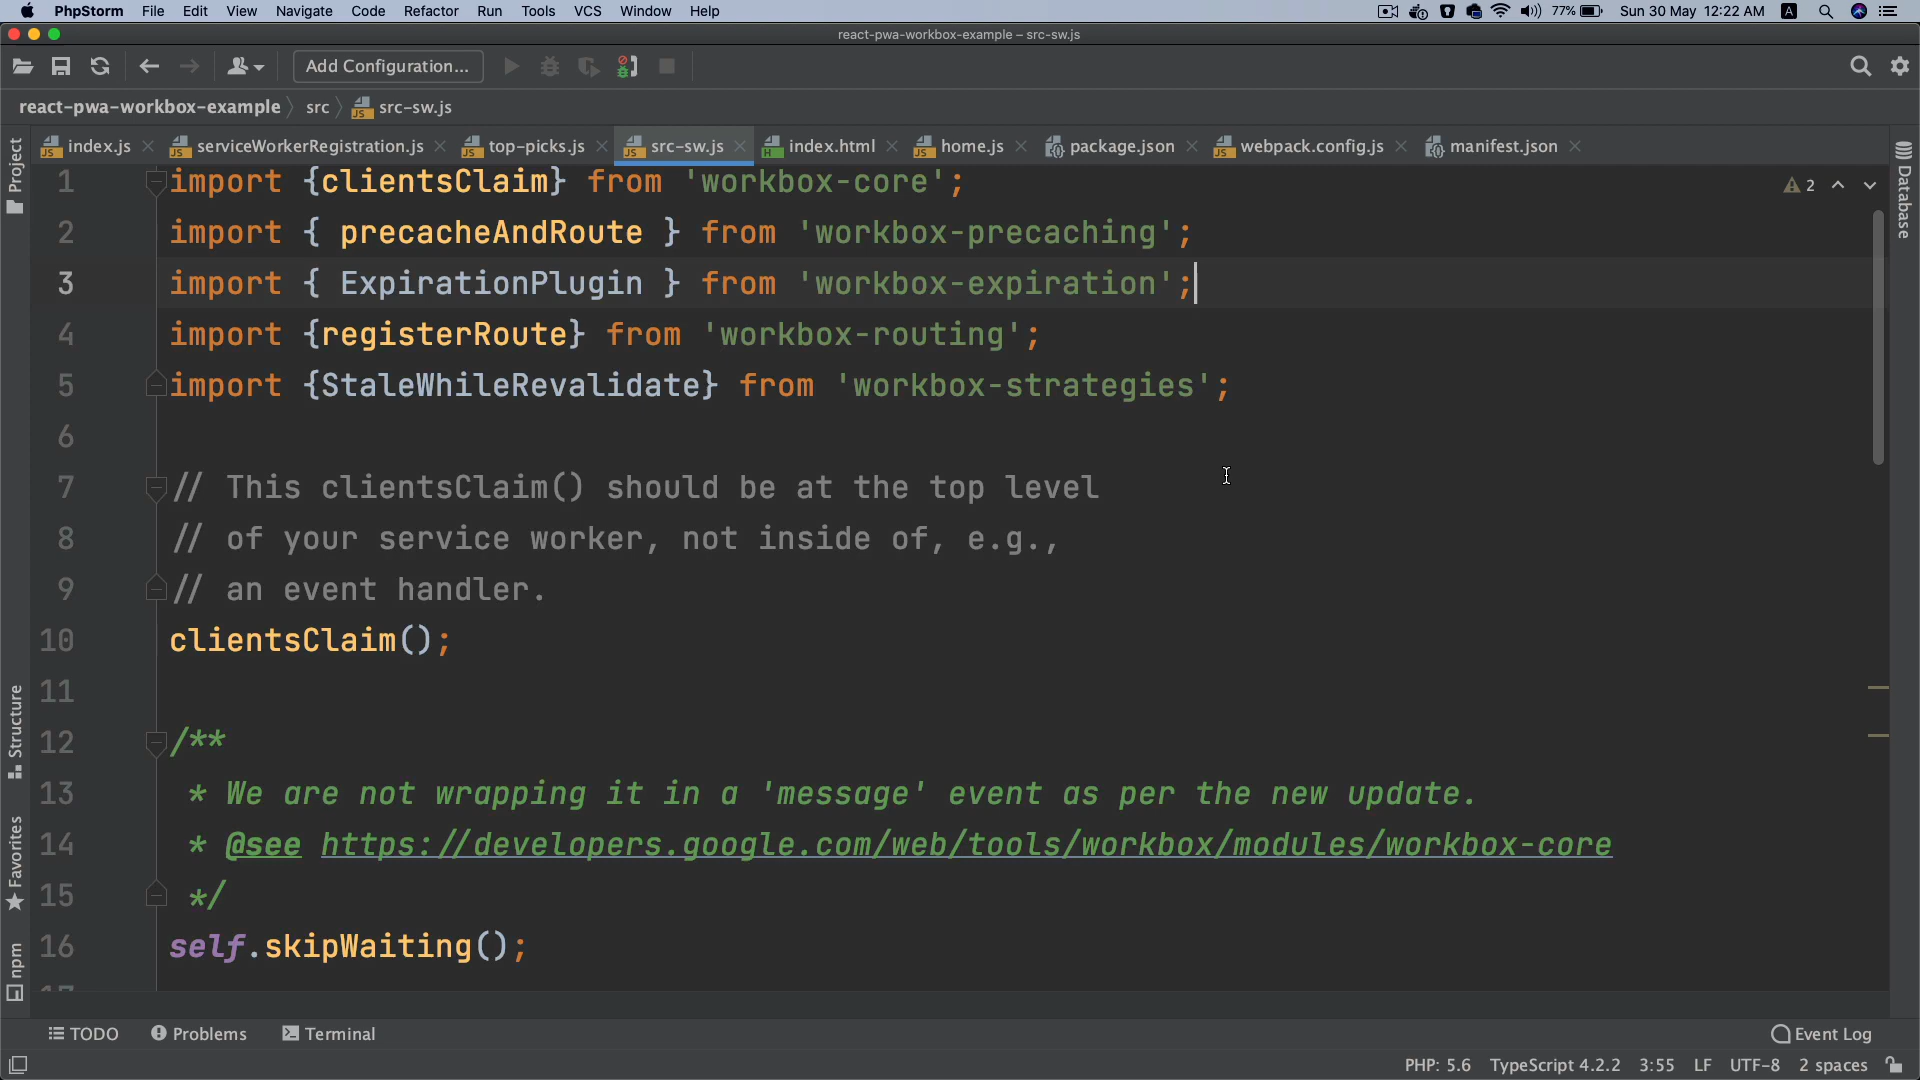 PhpStorm File Edit View Navigate Code Refactor Run Tools VCS Window Help 77% Sun 30 May 12:22 AM A
react-pwa-workbox-example – src-sw.js
Add Configuration...
react-pwa-workbox-example src src-sw.js
index.js serviceWorkerRegistration.js top-picks.js src-sw.js index.html home.js package.json webpack.config.js manifest.json
Project
Structure
Favorites
npm
Database
2
1 import {clientsClaim} from 'workbox-core';
2 import { precacheAndRoute } from 'workbox-precaching';
3 import { ExpirationPlugin } from 'workbox-expiration';
4 import {registerRoute} from 'workbox-routing';
5 import {StaleWhileRevalidate} from 'workbox-strategies';
6
7 // This clientsClaim() should be at the top level
8 // of your service worker, not inside of, e.g.,
9 // an event handler.
10 clientsClaim();
11
12 /**
13 * We are not wrapping it in a 'message' event as per the new update.
14 * @see https://developers.google.com/web/tools/workbox/modules/workbox-core
15 */
16 self.skipWaiting();
17
TODO Problems Terminal Event Log
PHP: 5.6 TypeScript 4.2.2 3:55 LF UTF-8 2 spaces